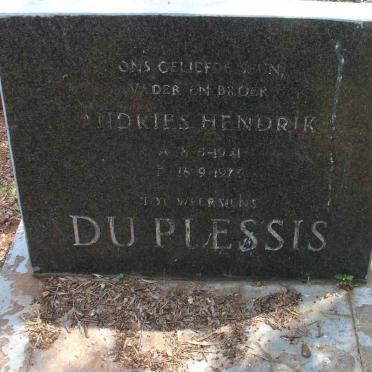 ONS GELIEFDE SEUN,
VADER EN BROER
ANDRIES HENDRIK
TOT WEERSIENS
DU PLESSIS